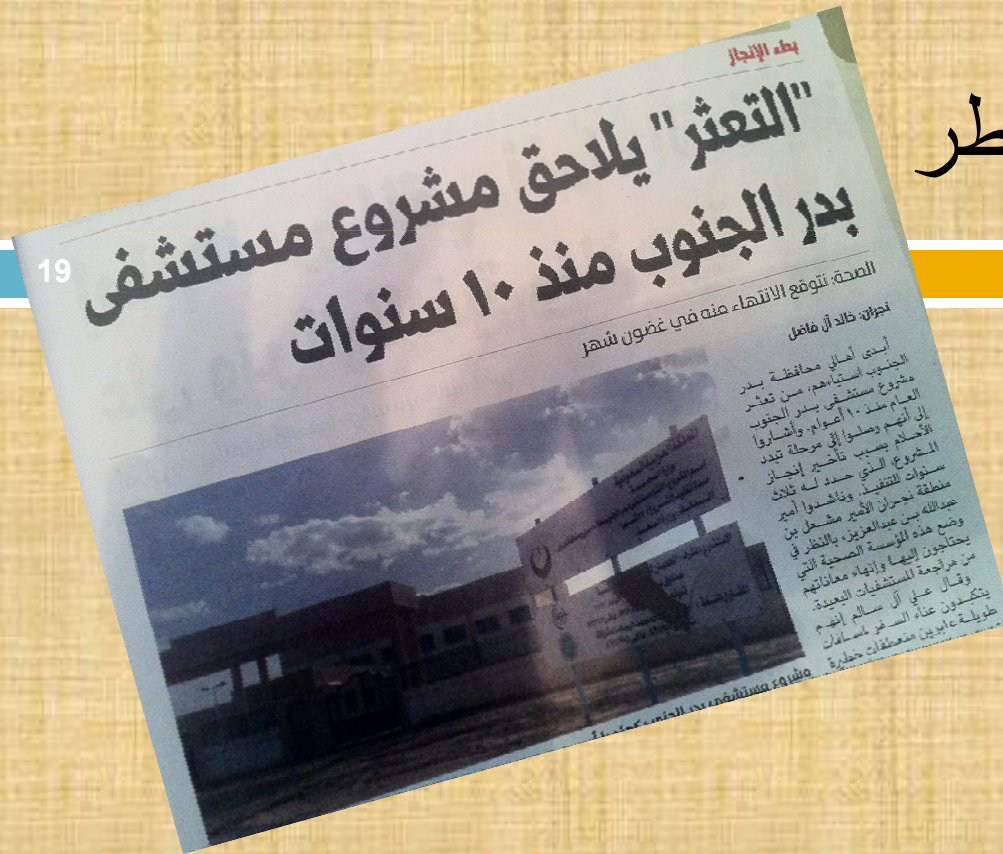 طر
19
بطء الإنجاز
"التعثر" يلاحق مشروع مستشفى
بدر الجنوب منذ ١٠ سنوات
الصحة: نتوقع الانتهاء منه في غضون شهر
نجران: خالد آل فاضل
أبدى أهالي محافظة بدر
الجنوب استياءهم، من تعثر
مشروع مستشفى بدر الجنوب
العام منذ ١٠ أعوام. وأشاروا
إلى أنهم وصلوا إلى مرحلة تبدد
الأحلام بسبب تأخير إنجاز
المشروع، الذي حدد له ثلاث
سنوات للتنفيذ. وناشدوا أمير
منطقة نجران الأمير مشعل بن
عبدالله بن عبدالعزيز، بالنظر في
وضع هذه المؤسسة الصحية التي
يحتاجون إليها وإنهاء معاناتهم
من مراجعة المستشفيات البعيدة.
وقال علي آل سالم إنهم
يتكبدون عناء السفر لمسافات
طويلة عابرين منعطفات خطيرة
مشروع مستشفى بدر الجنوب